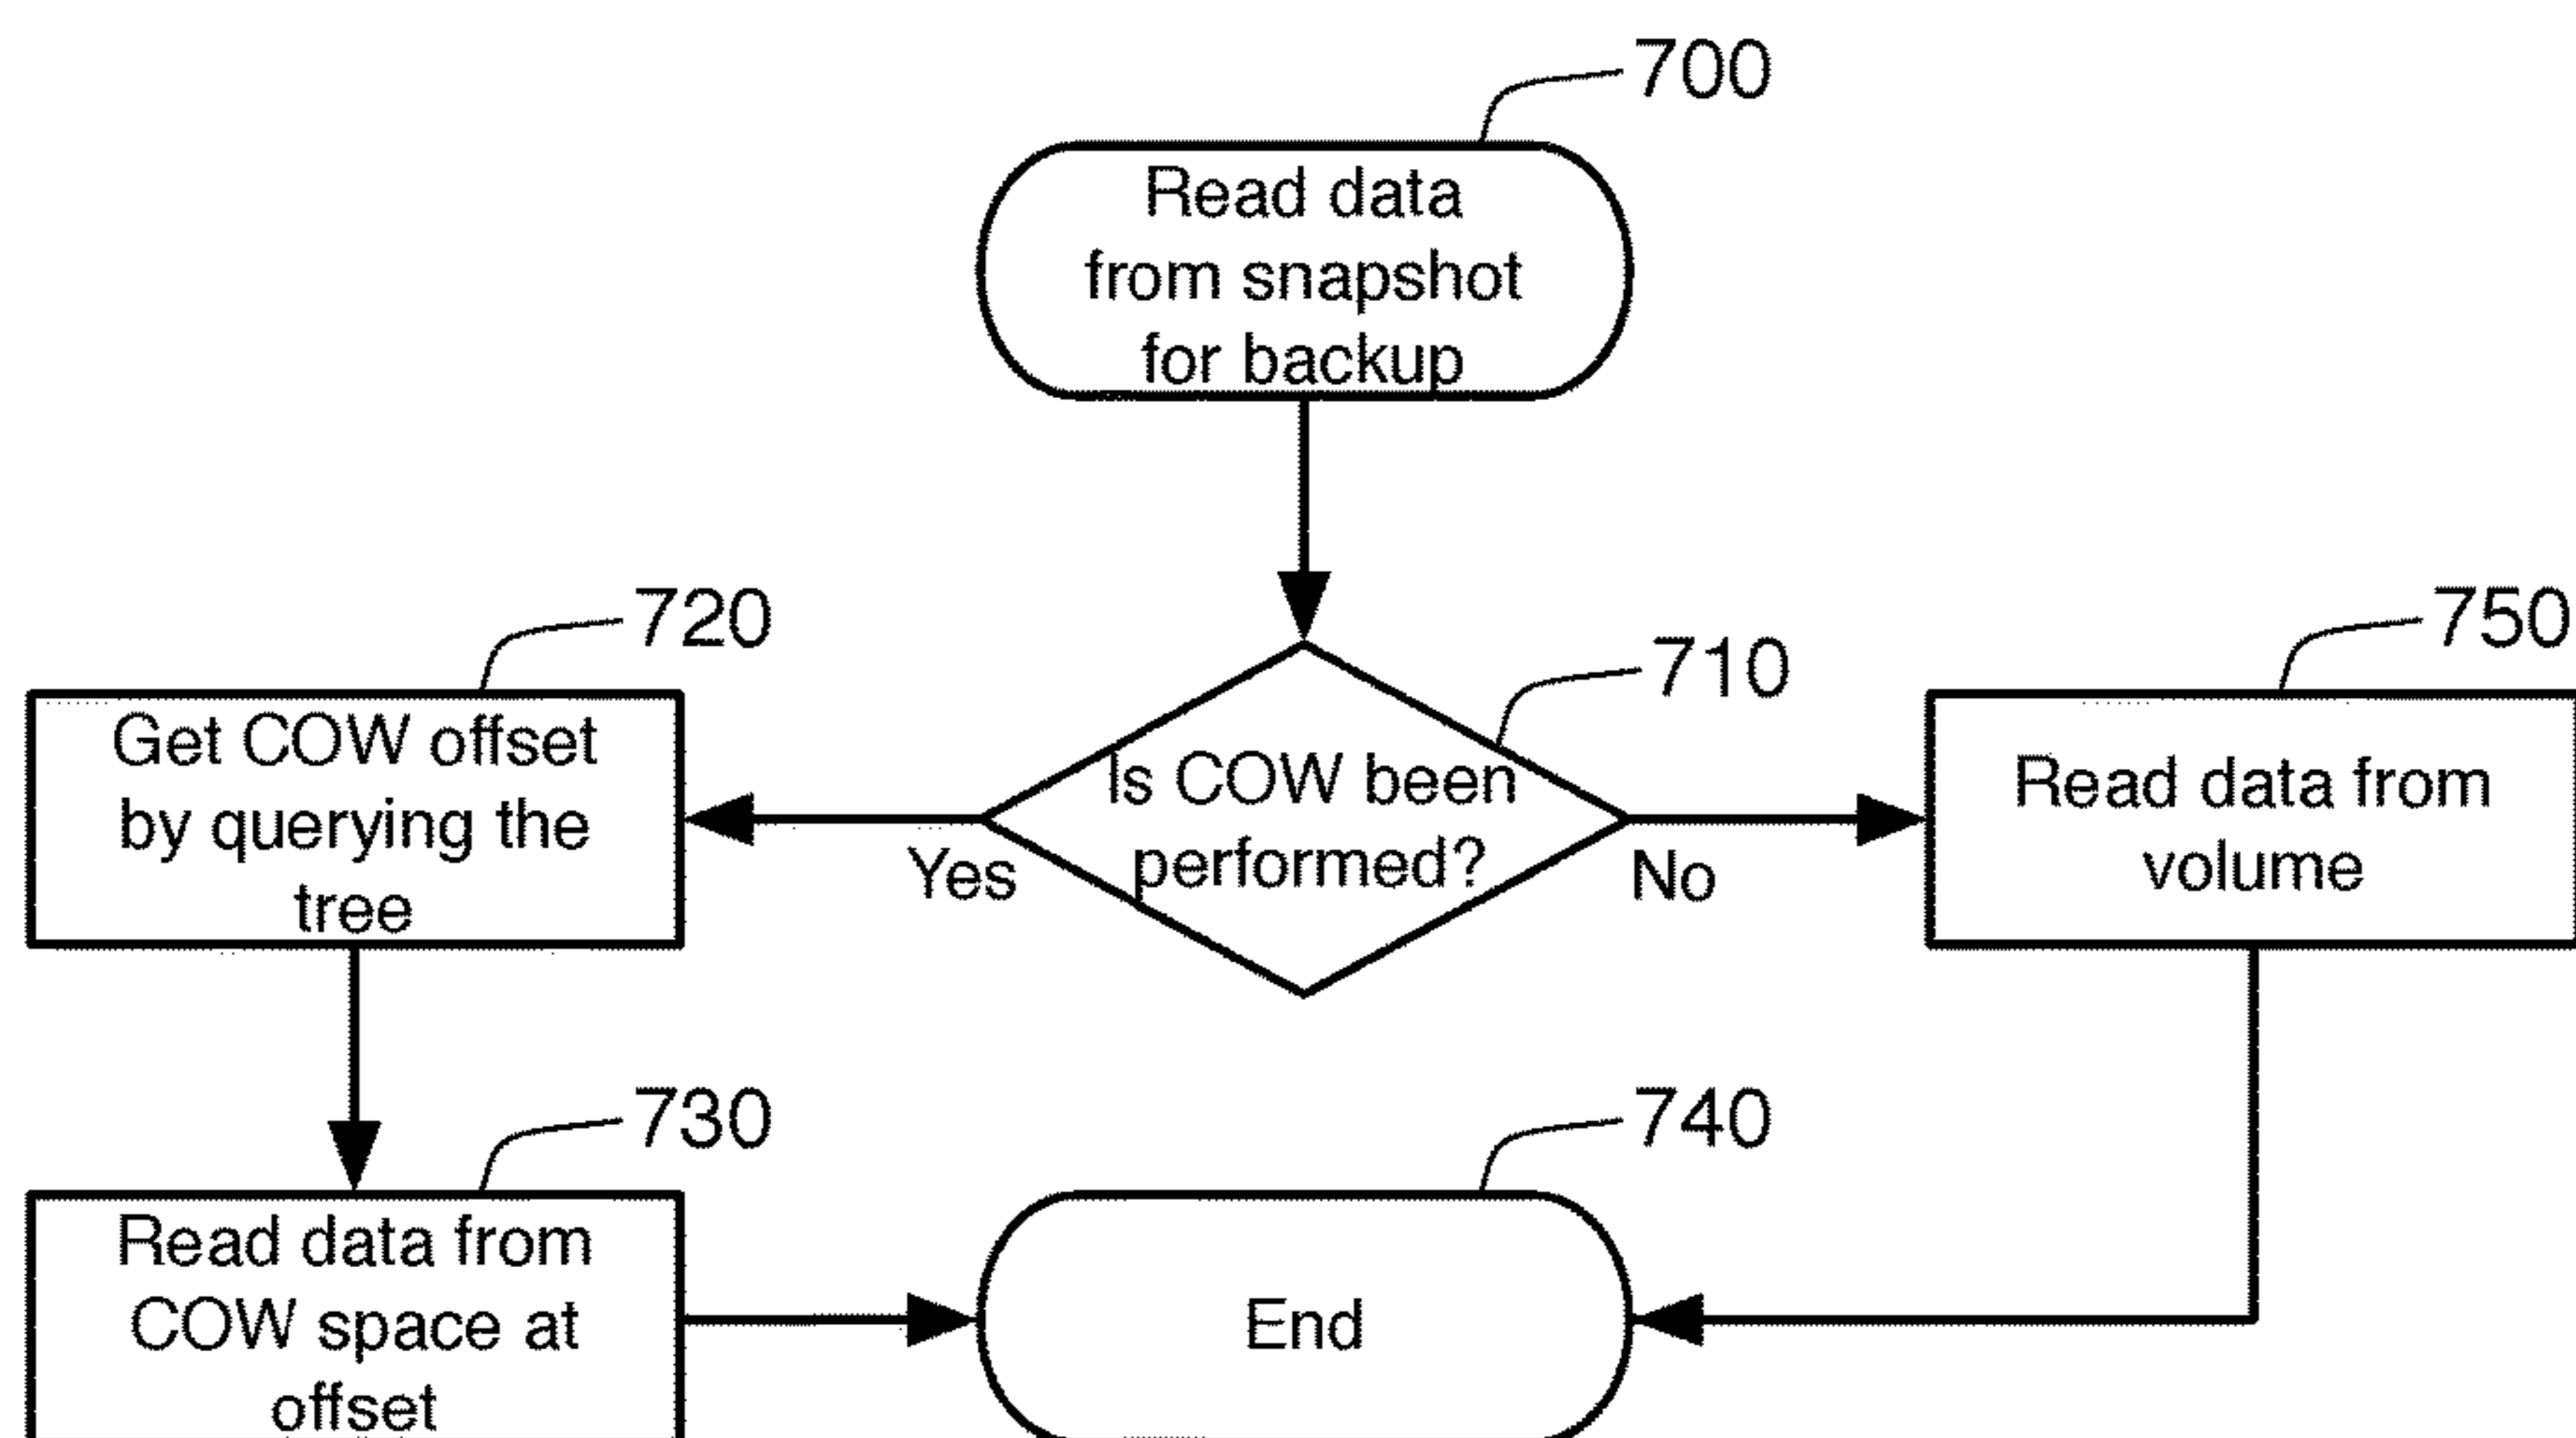 700
Read data
from snapshot
for backup
720
Get COW offset
by querying the
tree
710
Is COW been
performed?
Yes
No
750
Read data from
volume
730
Read data from
COW space at
offset
740
End